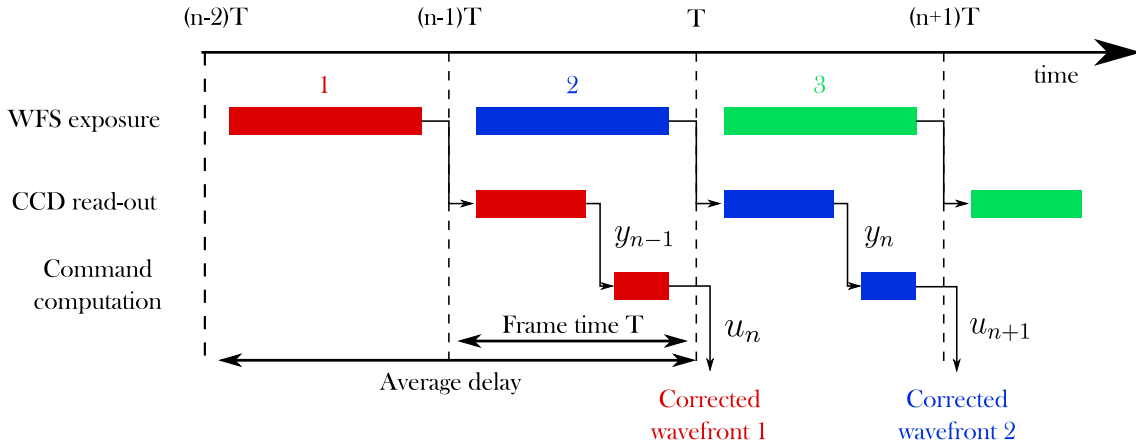 (n-2)T (n-1)T T (n+1)T
time
1 2 3
WFS exposure
CCD read-out
y_{n-1} y_n
Command
computation
Frame time T
u_n u_{n+1}
Average delay
Corrected
wavefront 1
Corrected
wavefront 2